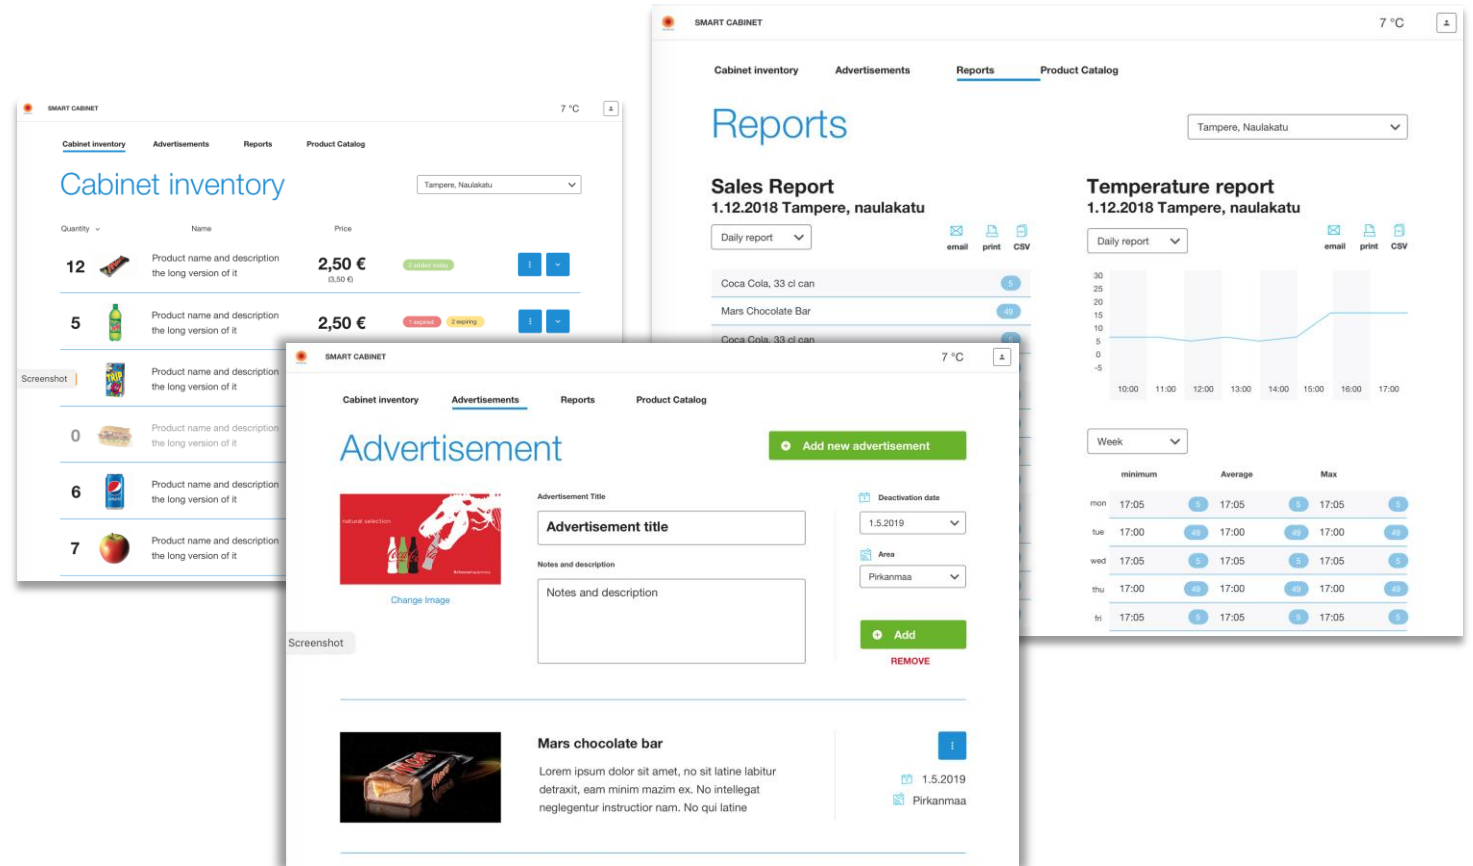 SMART CABINET
7 °C
Cabinet inventory Advertisements Reports Product Catalog
Cabinet inventory
Tampere, Naulakatu
Quantity Name Price
12
Product name and description
the long version of it
2,50 €
(3,50 €)
2 added today
5
Product name and description
the long version of it
2,50 €
1 expired 2 expiring
Screenshot
TRIP
Product name and description
the long version of it
0
Product name and description
the long version of it
6
pepsi
Product name and description
the long version of it
7
Product name and description
the long version of it
SMART CABINET
7 °C
Cabinet inventory Advertisements Reports Product Catalog
Reports
Tampere, Naulakatu
Sales Report
1.12.2018 Tampere, naulakatu
Daily report
email print CSV
Coca Cola, 33 cl can 5
Mars Chocolate Bar 49
Coca Cola, 33 cl can 5
Temperature report
1.12.2018 Tampere, naulakatu
Daily report
email print CSV
30
25
20
15
10
5
0
-5
10:00 11:00 12:00 13:00 14:00 15:00 16:00 17:00
Week
minimum Average Max
mon 17:05 5 17:05 5 17:05 5
tue 17:00 49 17:00 49 17:00 49
wed 17:05 5 17:05 5 17:05 5
thu 17:00 49 17:00 49 17:00 49
fri 17:05 5 17:05 5 17:05 5
SMART CABINET
7 °C
Cabinet inventory Advertisements Reports Product Catalog
Advertisement
Add new advertisement
natural selection
Coca-Cola
Change Image
Advertisement Title
Advertisement title
Notes and description
Notes and description
Deactivation date
1.5.2019
Area
Pirkanmaa
Add
REMOVE
Screenshot
Mars
Mars chocolate bar
Lorem ipsum dolor sit amet, no sit latine labitur
detraxit, eam minim mazim ex. No intellegat
neglegentur instructior nam. No qui latine
1.5.2019
Pirkanmaa